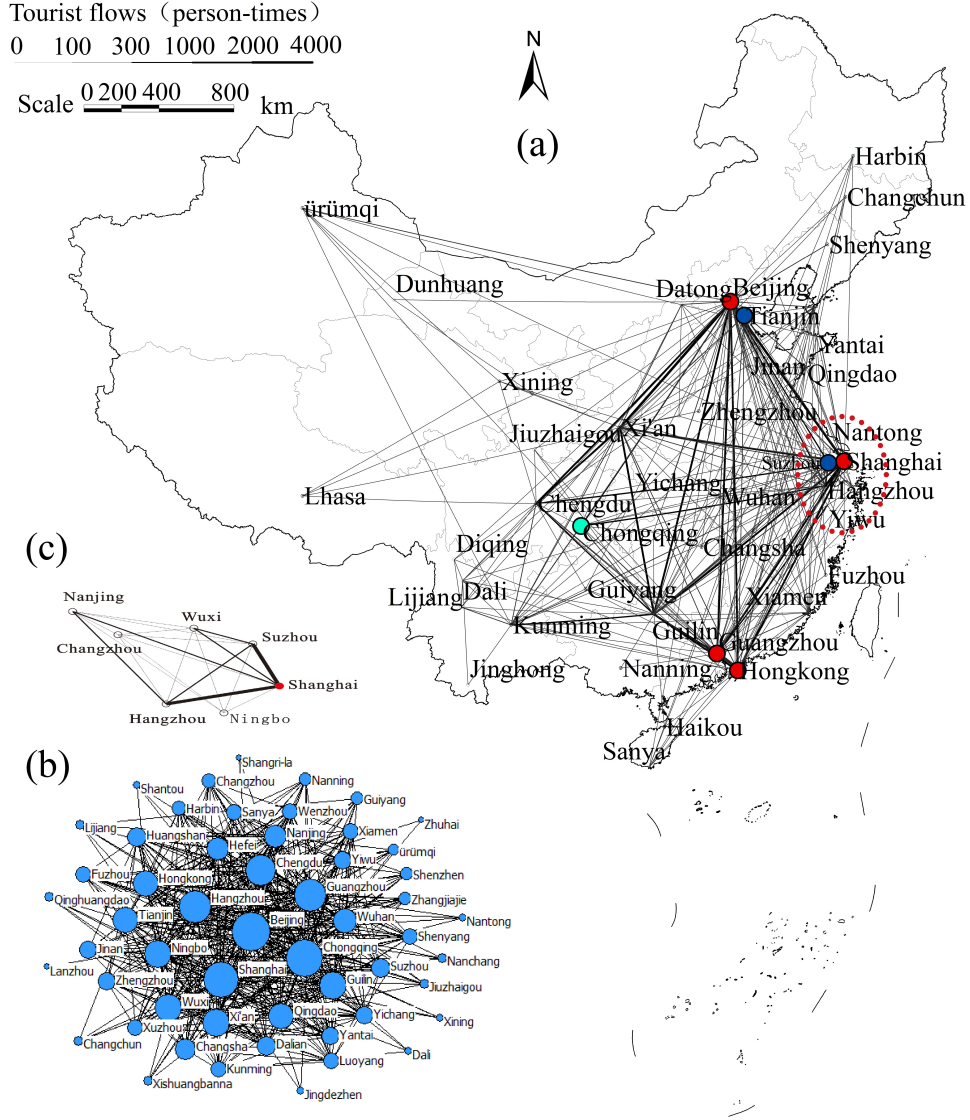 Tourist flows（person-times）
0 100 300 1000 2000 4000
Scale 0 200 400 800 km
N
(a)
Harbin
Changchun
ürümqi
Shenyang
Dunhuang
Datong Beijing
Tianjin
Yantai
Jinan Qingdao
Xining
Zhengzhou
Jiuzhaigou Xi'an
Nantong
Suzhou Shanghai
Yichang
Lhasa
Wuhan Hangzhou
Chengdu
Yiwu
Chongqing
Diqing
Changsha
Fuzhou
Lijiang Dali
Guiyang
Xiamen
Kunming
Guilin Guangzhou
Jinghong
Nanning Hongkong
Haikou
Sanya
(c)
Nanjing
Wuxi
Changzhou
Suzhou
Shanghai
Hangzhou
Ningbo
(b)
Shangri-la
Changzhou
Nanning
Shantou
Guiyang
Harbin
Sanya
Wenzhou
Zhuhai
Lijiang
Huangshan
Nanjing
Xiamen
Hefei
ürümqi
Chengdu
Yiwu
Fuzhou
Shenzhen
Hongkong
Guangzhou
Qinghuangdao
Hangzhou
Zhangjiajie
Tianjin
Beijing
Wuhan
Nantong
Shenyang
Jinan
Ningbo
Chongqing
Nanchang
Lanzhou
Shanghai
Suzhou
Zhengzhou
Guilin
Jiuzhaigou
Wuxi
Xi'an
Qingdao
Yichang
Xining
Xuzhou
Yantai
Changchun
Changsha
Dalian
Dali
Luoyang
Kunming
Xishuangbanna
Jingdezhen